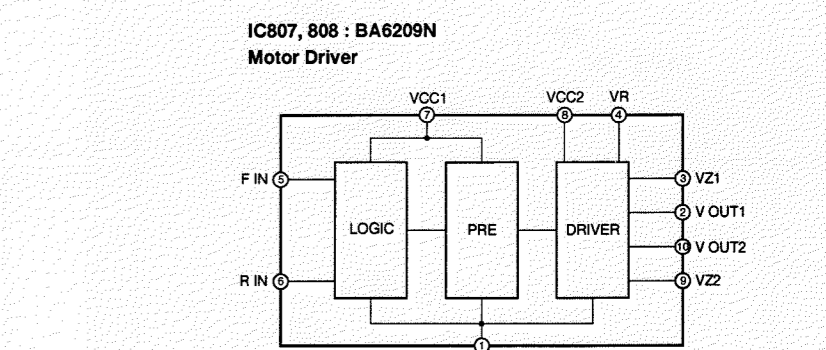 IC807, 808 : BA6209N
Motor Driver
VCC1 VCC2 VR
7 8 4
F IN 5
3 VZ1
2 V OUT1
LOGIC PRE DRIVER
10 V OUT2
R IN 6
9 VZ2
1